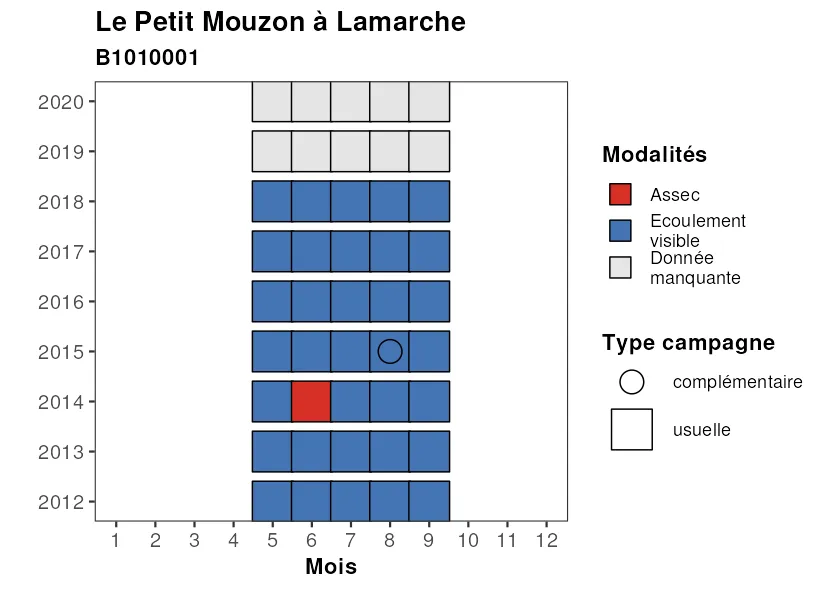 Le Petit Mouzon à Lamarche
B1010001
2020
2019
2018
2017
2016
2015
2014
2013
2012
1 2 3 4 5 6 7 8 9 10 11 12
Mois
Modalités
Assec
Ecoulement
visible
Donnée
manquante
Type campagne
complémentaire
usuelle